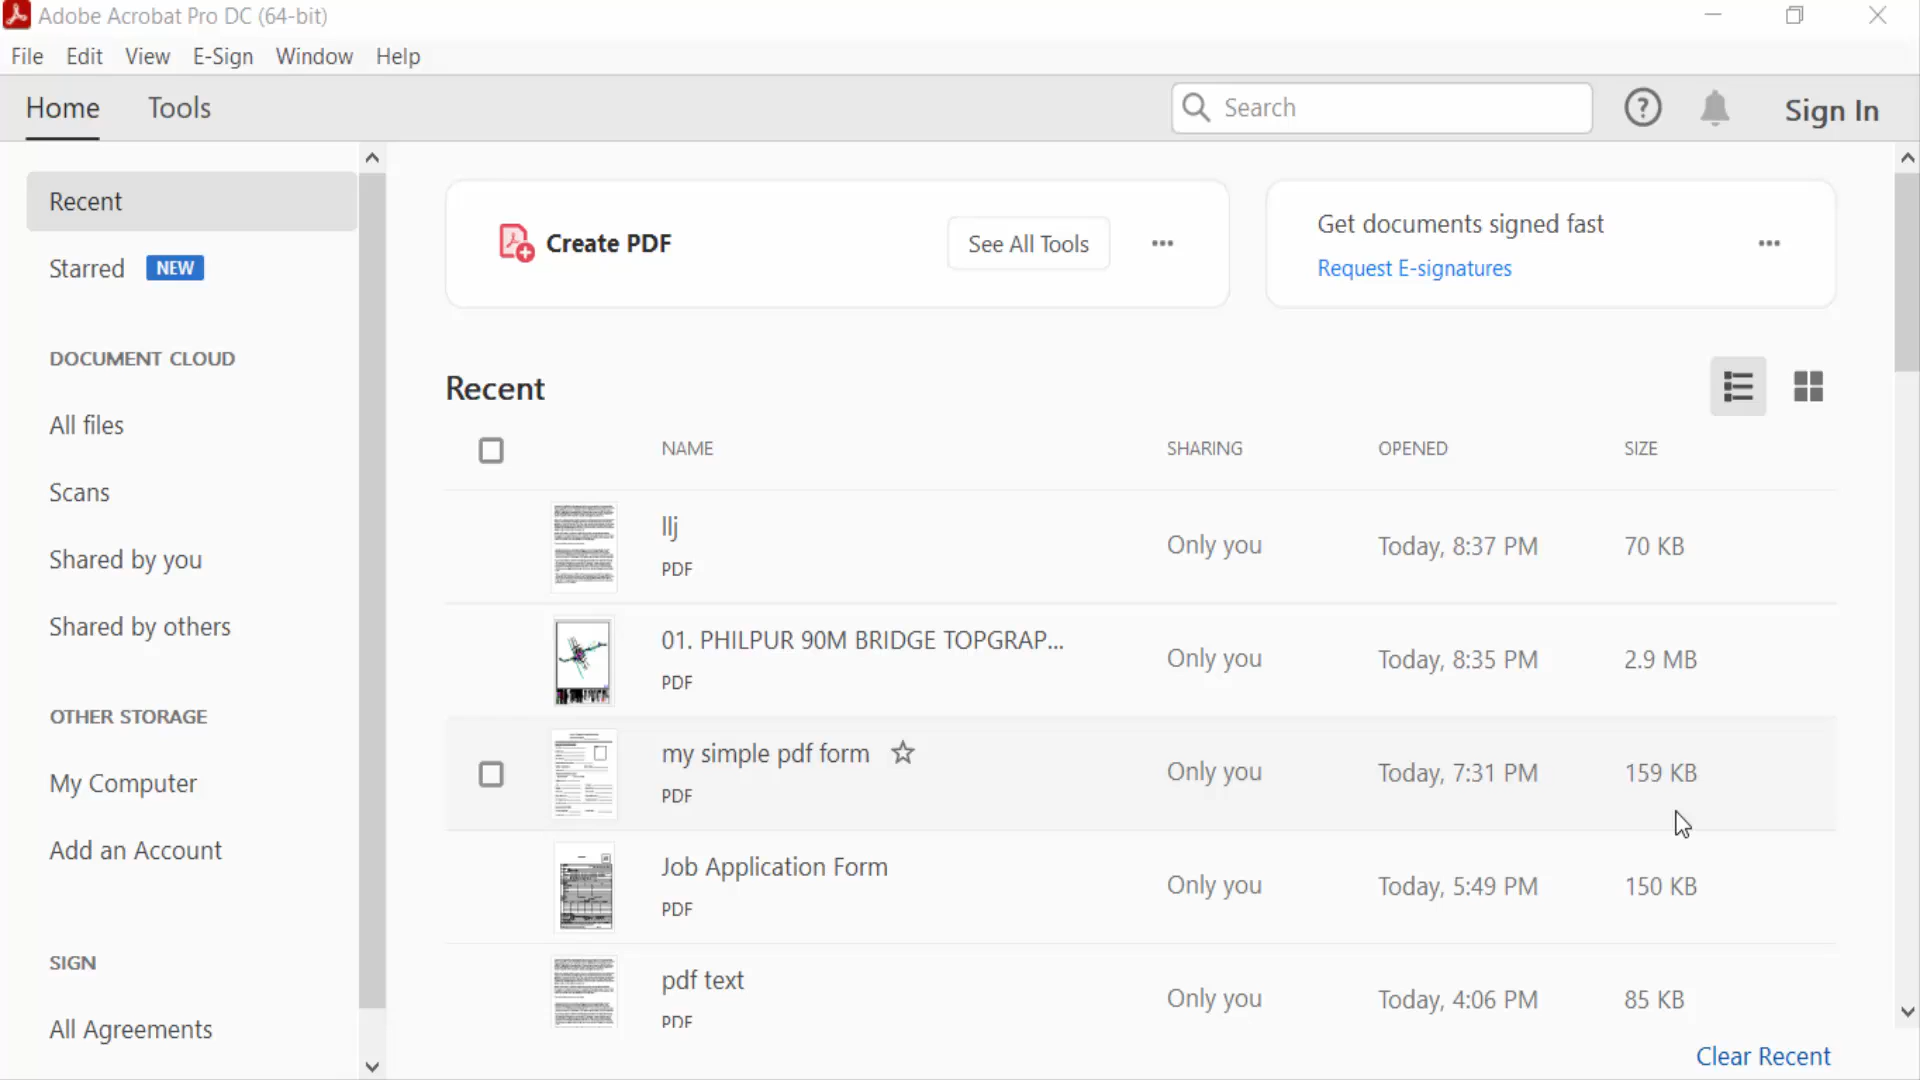 Adobe Acrobat Pro DC (64-bit)
File Edit View E-Sign Window Help
Home Tools Search Sign In
Recent
Starred NEW
DOCUMENT CLOUD
All files
Scans
Shared by you
Shared by others
OTHER STORAGE
My Computer
Add an Account
SIGN
All Agreements
Create PDF See All Tools
Get documents signed fast
Request E-signatures
Recent
NAME SHARING OPENED SIZE
llj
PDF
Only you Today, 8:37 PM 70 KB
01. PHILPUR 90M BRIDGE TOPGRAP...
PDF
Only you Today, 8:35 PM 2.9 MB
my simple pdf form
PDF
Only you Today, 7:31 PM 159 KB
Job Application Form
PDF
Only you Today, 5:49 PM 150 KB
pdf text
PDF
Only you Today, 4:06 PM 85 KB
Clear Recent